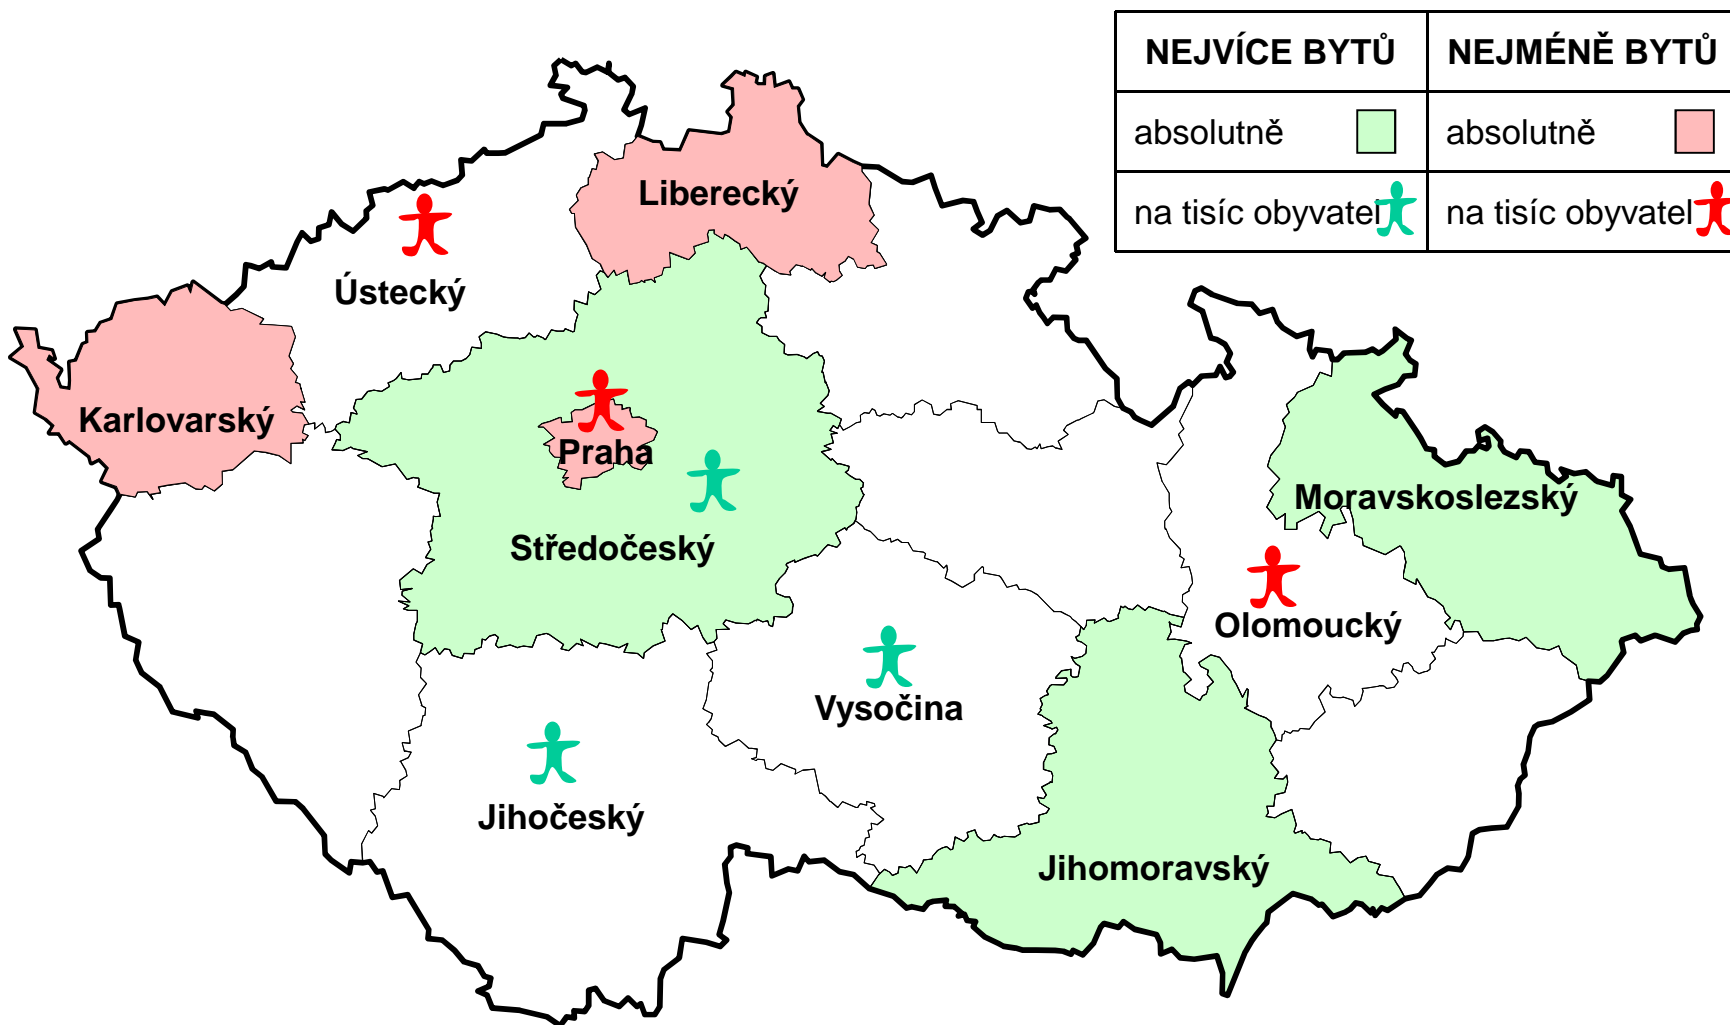 NEJVÍCE BYTŮ NEJMÉNĚ BYTŮ
absolutně absolutně
na tisíc obyvatel na tisíc obyvatel
Liberecký
Ústecký
Karlovarský
Praha
Moravskoslezský
Středočeský
Olomoucký
Vysočina
Jihočeský
Jihomoravský